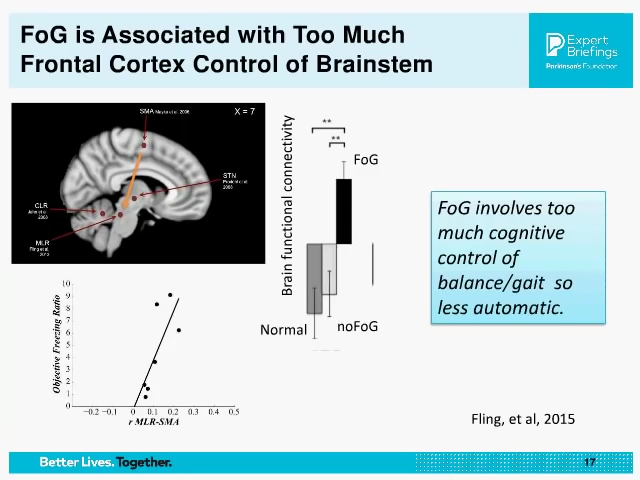 FoG is Associated with Too Much
Frontal Cortex Control of Brainstem
Expert
Briefings
Parkinson's Foundation
SMA Mayka et al. 2006
X = 7
STN
CLR
MLR
Brain functional connectivity
**
**
FoG
Normal
noFoG
FoG involves too
much cognitive
control of
balance/gait so
less automatic.
Objective Freezing Ratio
10
9
8
7
6
5
4
3
2
1
0
-0.2 -0.1 0 0.1 0.2 0.3 0.4 0.5
r MLR-SMA
Fling, et al, 2015
Better Lives. Together.
17